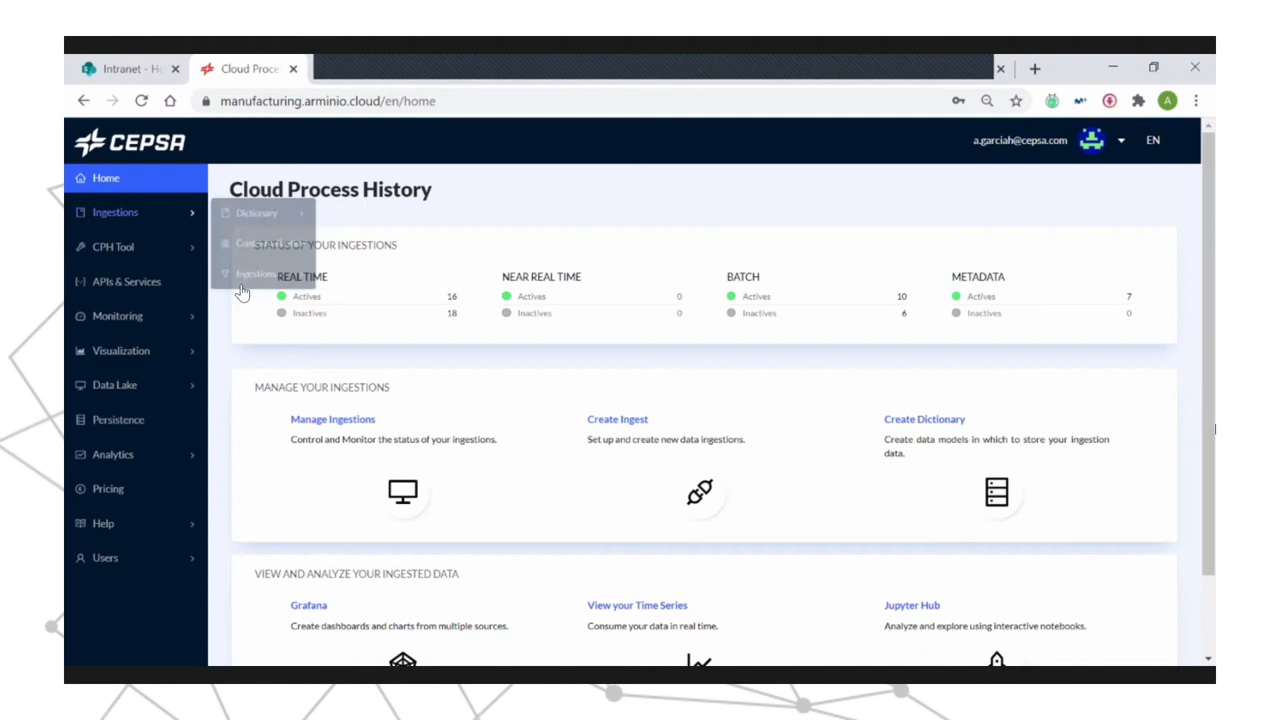 Intranet - Ho
Cloud Proce
manufacturing.arminio.cloud/en/home
A
CEPSA
a.garciah@cepsa.com
EN
Home
Ingestions
CPH Tool
APIs & Services
Monitoring
Visualization
Data Lake
Persistence
Analytics
Pricing
Help
Users
Dictionary
Ingestions
Cloud Process History
STATUS OF YOUR INGESTIONS
REAL TIME
Actives 16
Inactives 18
NEAR REAL TIME
Actives 0
Inactives 0
BATCH
Actives 10
Inactives 6
METADATA
Actives 7
Inactives 0
MANAGE YOUR INGESTIONS
Manage Ingestions
Control and Monitor the status of your ingestions.
Create Ingest
Set up and create new data ingestions.
Create Dictionary
Create data models in which to store your ingestion
data.
VIEW AND ANALYZE YOUR INGESTED DATA
Grafana
Create dashboards and charts from multiple sources.
View your Time Series
Consume your data in real time.
Jupyter Hub
Analyze and explore using interactive notebooks.